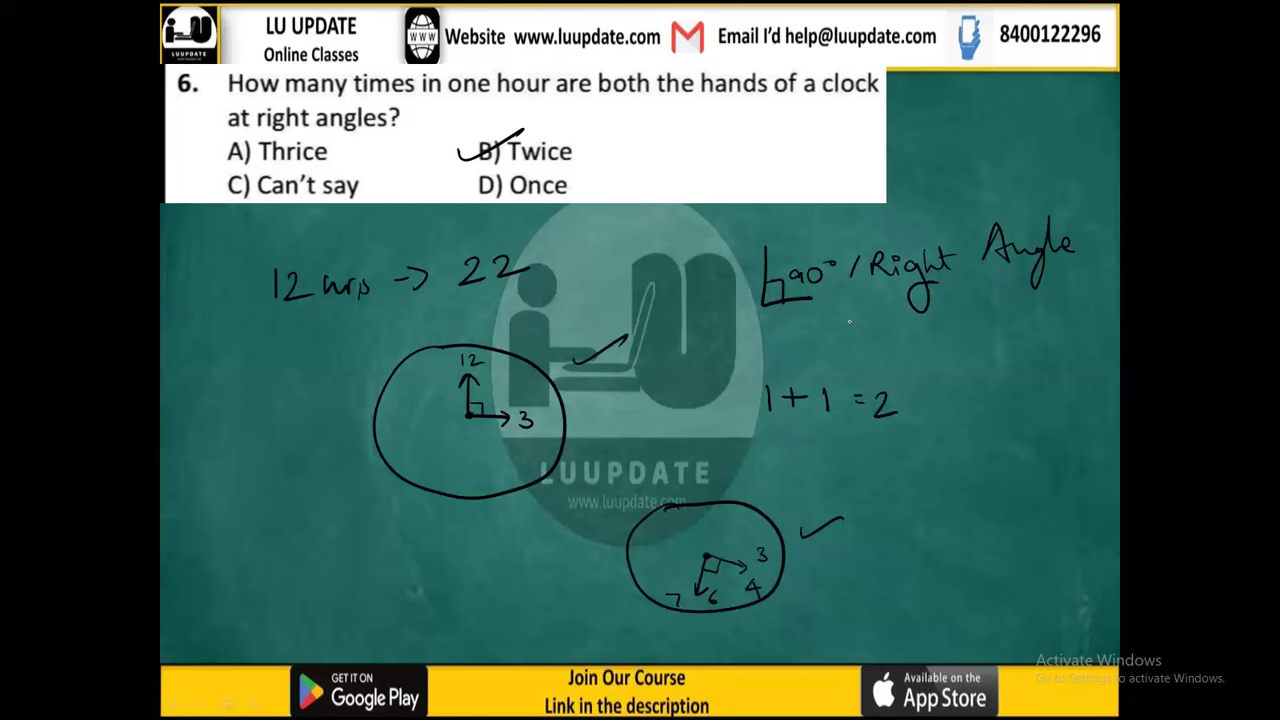 LU UPDATE
Online Classes
LUUPDATE
WWW
Website www.luupdate.com
Email I'd help@luupdate.com
8400122296
6. How many times in one hour are both the hands of a clock
at right angles?
A) Thrice B) Twice
C) Can't say D) Once
12 hrs → 22
90° / Right Angle
12
3
1 + 1 = 2
LUUPDATE
www.luupdate.com
3
7 6 4
GET IT ON
Google Play
Join Our Course
Link in the description
Available on the
App Store
Activate Windows
Go to Settings to activate Windows.